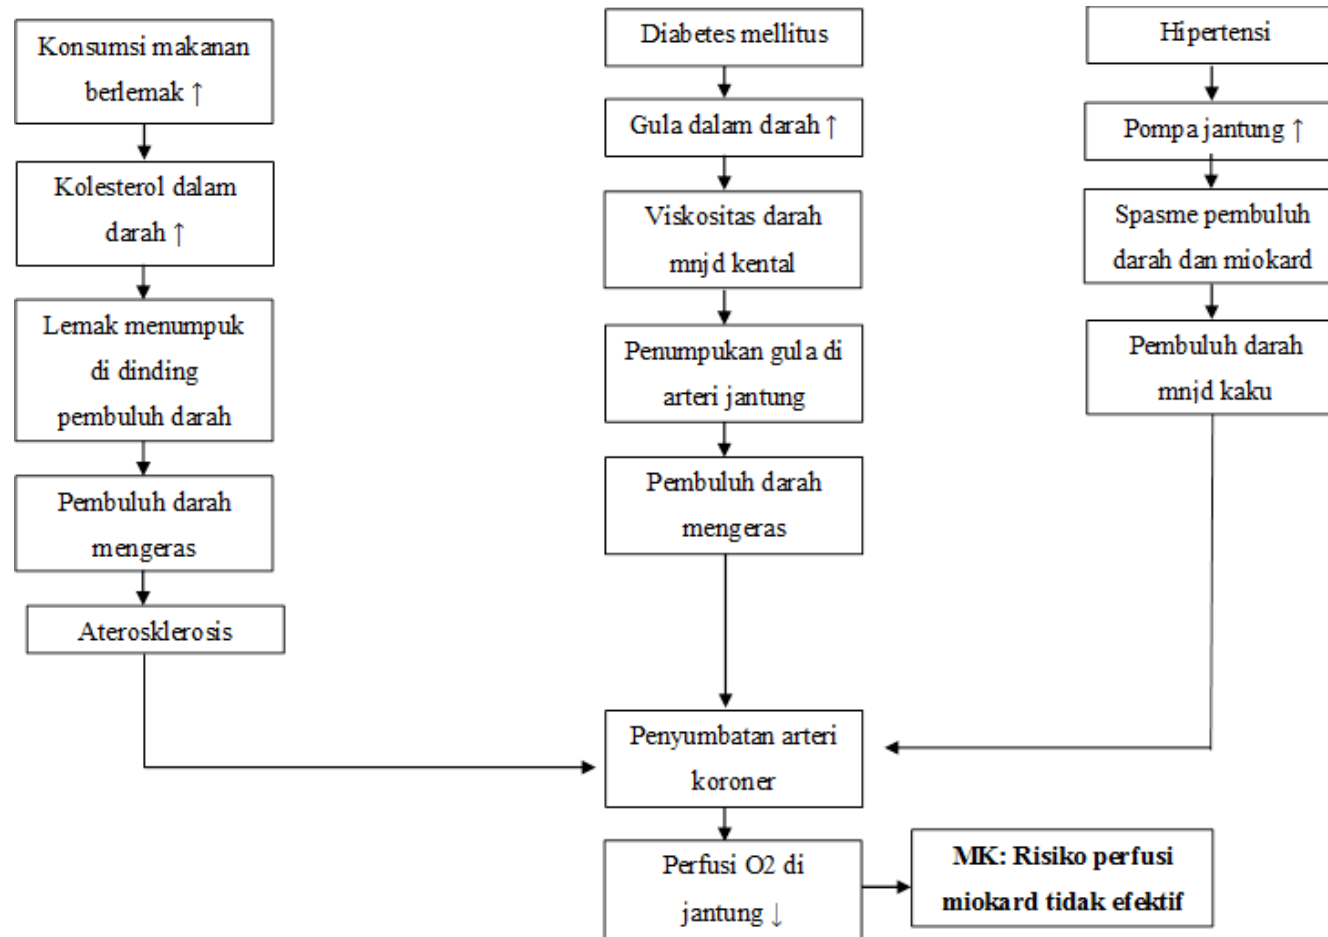 Konsumsi makanan
berlemak ↑
Kolesterol dalam
darah ↑
Lemak menumpuk
di dinding
pembuluh darah
Pembuluh darah
mengeras
Aterosklerosis
Diabetes mellitus
Gula dalam darah ↑
Viskositas darah
mnjd kental
Penumpukan gula di
arteri jantung
Pembuluh darah
mengeras
Hipertensi
Pompa jantung ↑
Spasme pembuluh
darah dan miokard
Pembuluh darah
mnjd kaku
Penyumbatan arteri
koroner
Perfusi O2 di
jantung ↓
MK: Risiko perfusi
miokard tidak efektif